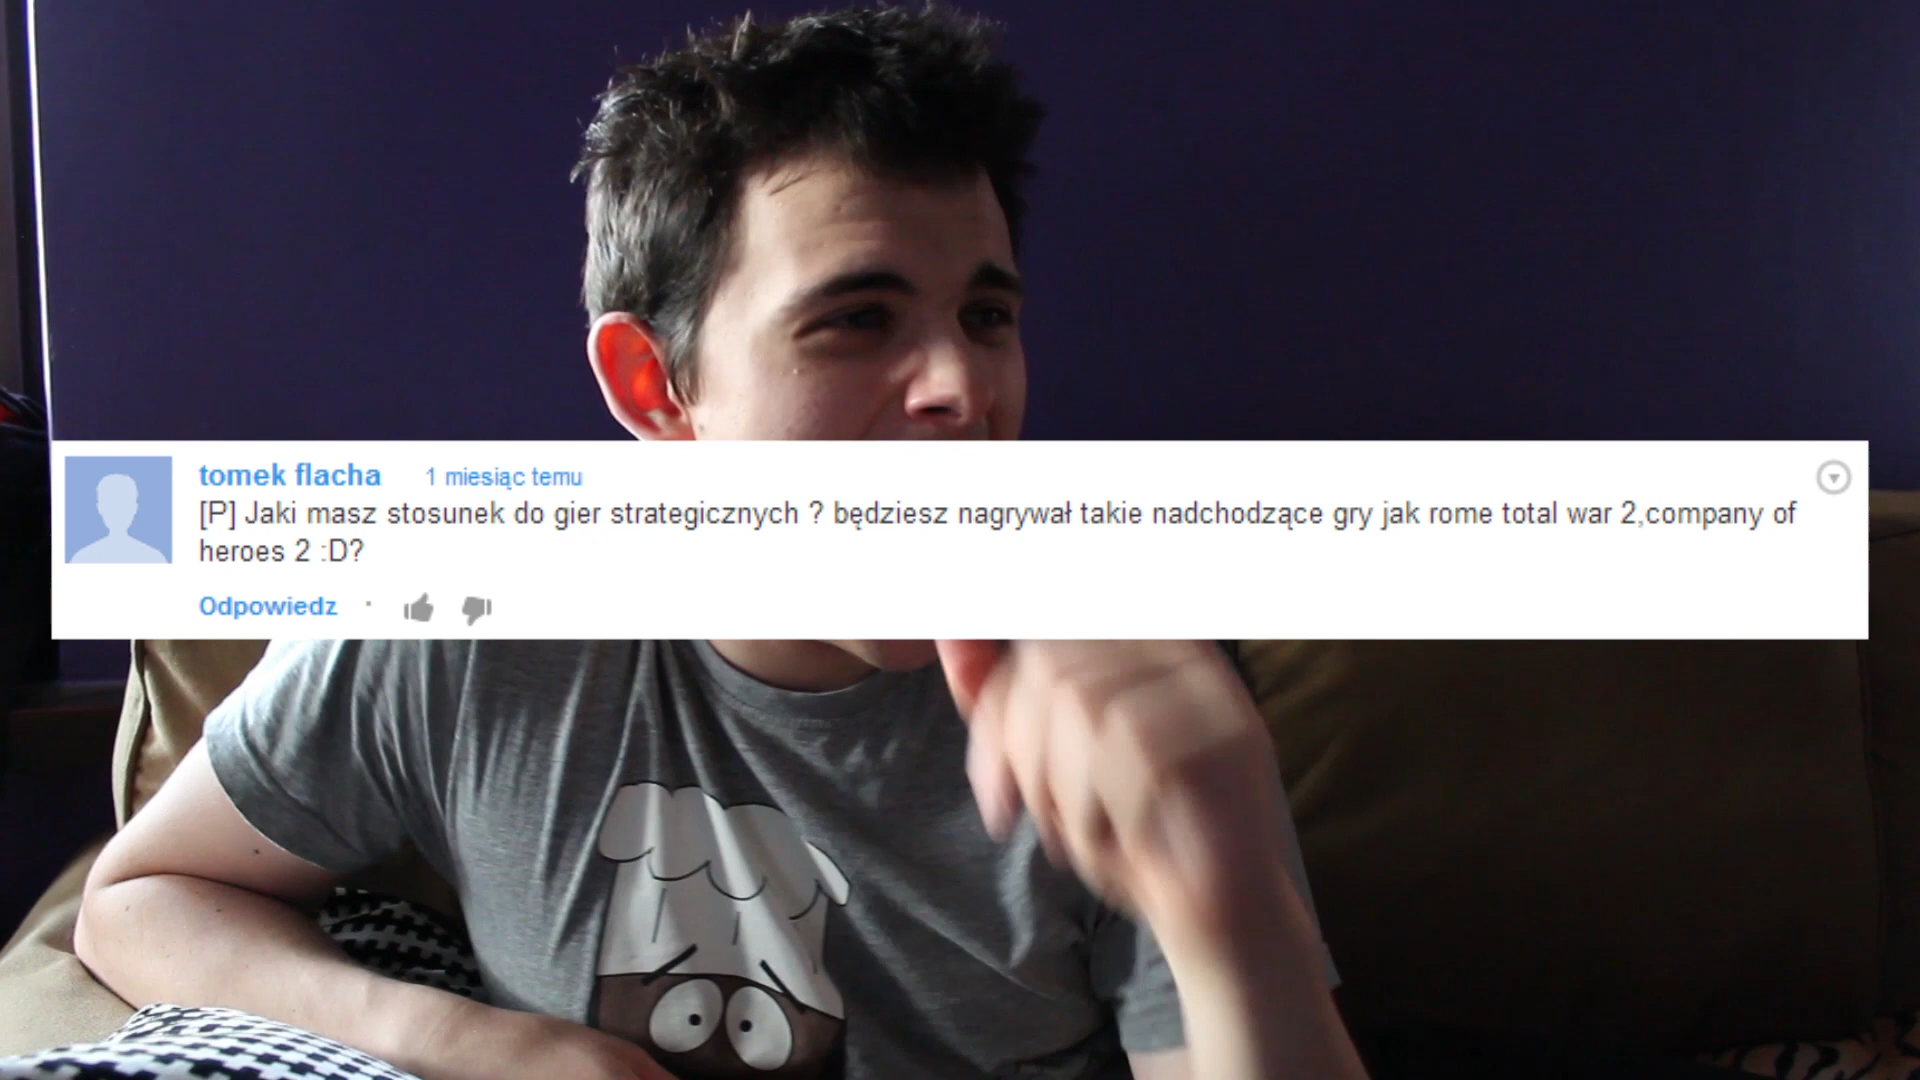 tomek flacha 1 miesiąc temu
[P] Jaki masz stosunek do gier strategicznych ? będziesz nagrywał takie nadchodzące gry jak rome total war 2,company of
heroes 2 :D?
Odpowiedz ·